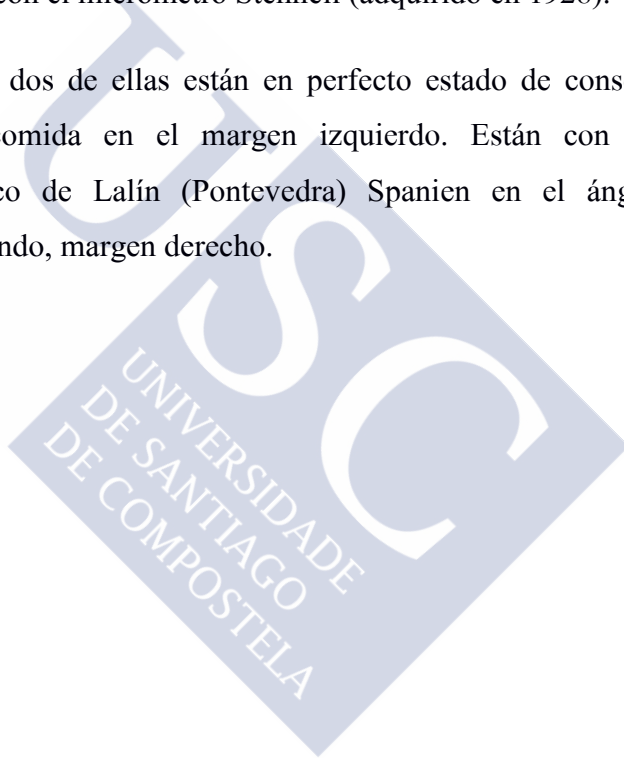 con el micrómetro Steinheil (adquirido en 1928).
dos de ellas están en perfecto estado de cons
omida en el margen izquierdo. Están con
co de Lalín (Pontevedra) Spanien en el áng
ndo, margen derecho.
USC
UNIVERSIDADE
DE SANTIAGO
DE COMPOSTELA